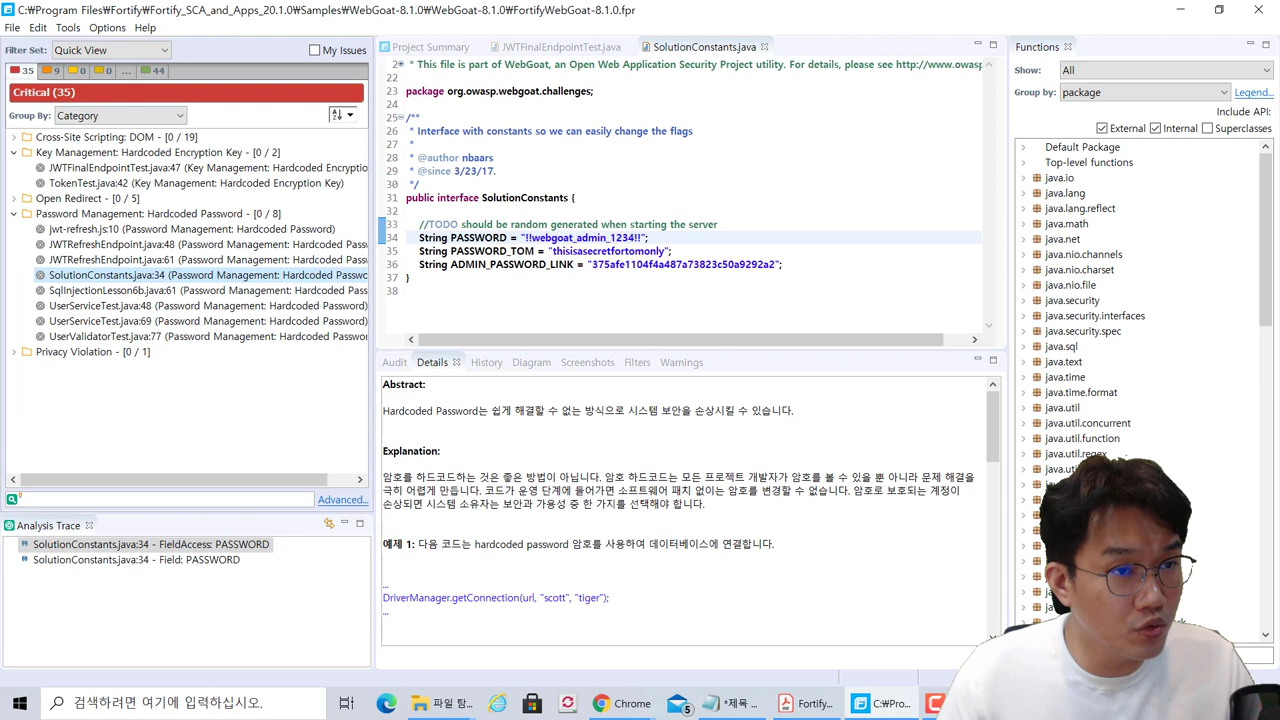 C:₩Program Files₩Fortify₩Fortify_SCA_and_Apps_20.1.0₩Samples₩WebGoat-8.1.0₩WebGoat-8.1.0₩FortifyWebGoat-8.1.0.fpr
File Edit Tools Options Help
Filter Set: Quick View My Issues
35 9 0 0 ... 44
Critical (35)
Group By: Category
Cross-Site Scripting: DOM - [0 / 19]
Key Management: Hardcoded Encryption Key - [0 / 2]
JWTFinalEndpointTest.java:47 (Key Management: Hardcoded Encryption
TokenTest.java:42 (Key Management: Hardcoded Encryption Key)
Open Redirect - [0 / 5]
Password Management: Hardcoded Password - [0 / 8]
jwt-refresh.js:10 (Password Management: Hardcoded Password)
JWTRefreshEndpoint.java:48 (Password Management: Hardcoded
JWTRefreshEndpoint.java:61 (Password Management: Hardcoded
SolutionConstants.java:34 (Password Management: Hardcoded Passwo
SqlInjectionLesson6b.java:61 (Password Management: Hardcoded
UserServiceTest.java:48 (Password Management: Hardcoded Password)
UserServiceTest.java:69 (Password Management: Hardcoded Password)
UserValidatorTest.java:77 (Password Management: Hardcoded Passwo
Privacy Violation - [0 / 1]
Advanced...
Analysis Trace
SolutionConstants.java:34 - FieldAccess: PASSWORD
SolutionConstants.java:34 - Field: PASSWORD
Project Summary JWTFinalEndpointTest.java SolutionConstants.java
2 * This file is part of WebGoat, an Open Web Application Security Project utility. For details, please see http://www.owasp
22
23 package org.owasp.webgoat.challenges;
24
25 /**
26 * Interface with constants so we can easily change the flags
27 *
28 * @author nbaars
29 * @since 3/23/17.
30 */
31 public interface SolutionConstants {
32
33 //TODO should be random generated when starting the server
34 String PASSWORD = "!!webgoat_admin_1234!!";
35 String PASSWORD_TOM = "thisisasecretfortomonly";
36 String ADMIN_PASSWORD_LINK = "375afe1104f4a487a73823c50a9292a2";
37 }
38
Audit Details History Diagram Screenshots Filters Warnings
Abstract:
Hardcoded Password는 쉽게 해결할 수 없는 방식으로 시스템 보안을 손상시킬 수 있습니다.
Explanation:
암호를 하드코드하는 것은 좋은 방법이 아닙니다. 암호 하드코드는 모든 프로젝트 개발자가 암호를 볼 수 있을 뿐 아니라 문제 해결을
극히 어렵게 만듭니다. 코드가 운영 단계에 들어가면 소프트웨어 패치 없이는 암호를 변경할 수 없습니다. 암호로 보호되는 계정이
손상되면 시스템 소유자는 보안과 가용성 중 한 가지를 선택해야 합니다.
예제 1: 다음 코드는 hardcoded password 암호를 사용하여 데이터베이스에 연결합니다.
...
DriverManager.getConnection(url, "scott", "tiger");
...
Functions
Show: All
Group by: package Legend...
Include API:
External Internal Superclasses
Default Package
Top-level functions
java.io
java.lang
java.lang.reflect
java.math
java.net
java.nio.channels
java.nio.charset
java.nio.file
java.security
java.security.interfaces
java.security.spec
java.sql
java.text
java.time
java.time.format
java.util
java.util.concurrent
java.util.function
java.util.regex
검색하려면 여기에 입력하십시오.
파일 탐... Chrome 5 *제목 ... Fortify... C:₩Pro...